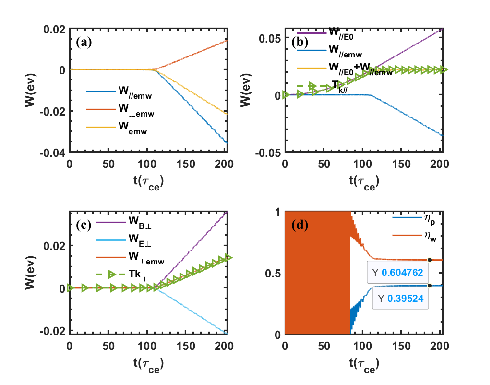 (a)
0.04
0.02
0
-0.02
-0.04
W(ev)
W//emw
W⊥emw
Wemw
0 50 100 150 200
t(τce)
(b)
0.05
0
-0.05
W(ev)
W//E0
W//emw
W//E0+W//emw
Tk//
0 50 100 150 200
t(τce)
(c)
0.02
0
-0.02
W(ev)
WB⊥
WE⊥
W⊥emw
Tk⊥
0 50 100 150 200
t(τce)
(d)
1
0.5
0
ηp
ηw
Y 0.604762
Y 0.39524
0 50 100 150 200
t(τce)